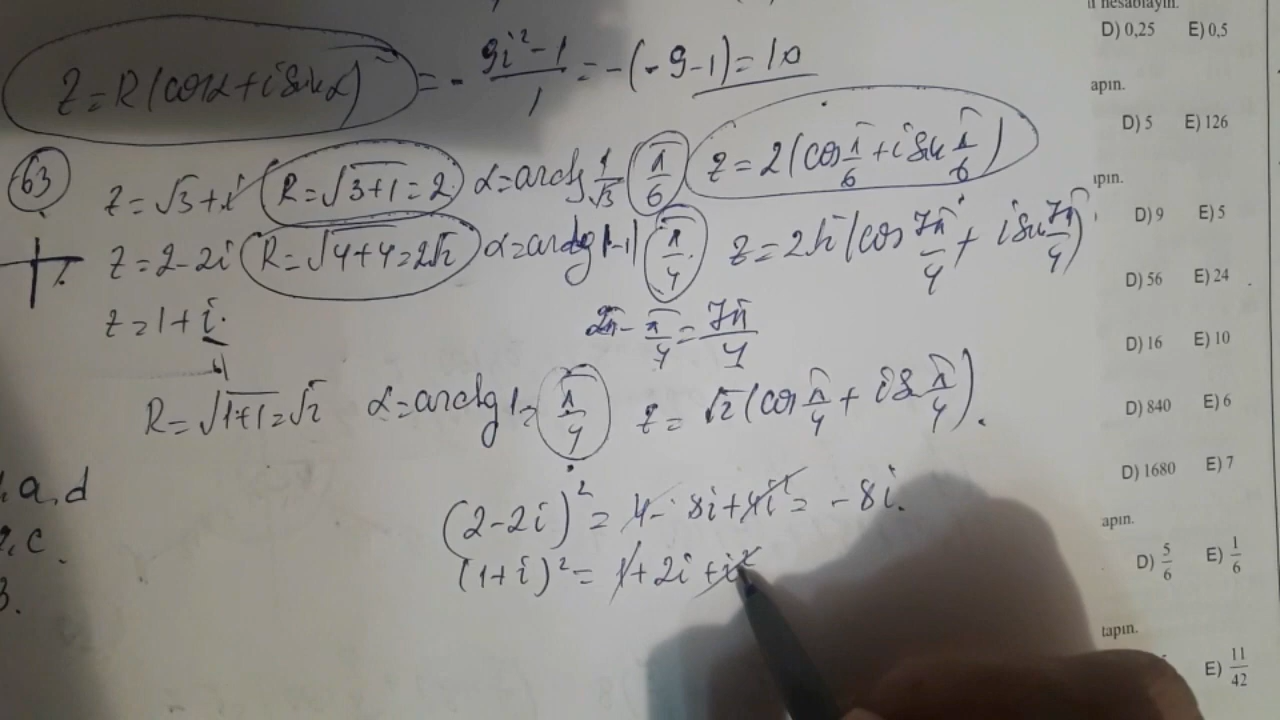 Z=R(cosα+i sinα) = - (9i²-1)/1 = -(-9-1)=10
63
z=√3+i R=√3+1=2 α=arctg 1/√3 π/6 z=2(cos π/6 + i sin π/6)
z=2-2i R=√4+4=2√2 α=arctg|-1| π/4 z=2√2(cos 7π/4 + i sin 7π/4)
z=1+i.
2π-π/4=7π/4
R=√1+1=√2 α=arctg 1= π/4 z=√2(cos π/4 + i sin π/4).
a,d
c.
3.
(2-2i)²=4-8i+4i²=-8i.
(1+i)²=1+2i+i²
hesablayın.
D) 0,25 E) 0,5
apın.
D) 5 E) 126
ıpın.
D) 9 E) 5
D) 56 E) 24
D) 16 E) 10
D) 840 E) 6
D) 1680 E) 7
apın.
D) 5/6 E) 1/6
tapın.
E) 11/42